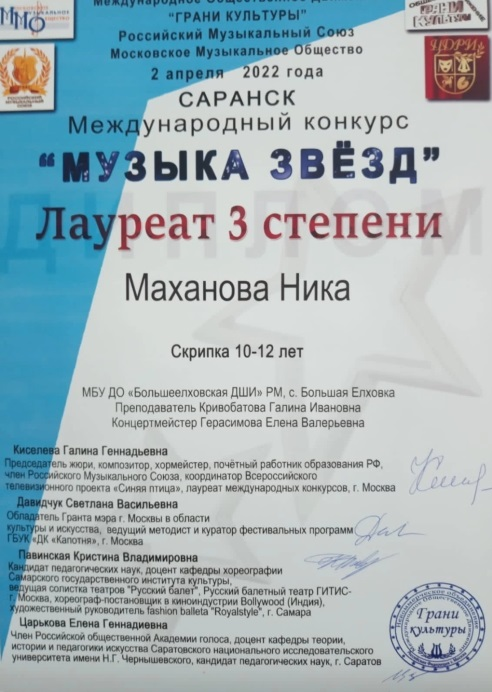 Международное Общественное
"ГРАНИ КУЛЬТУРЫ"
Российский Музыкальный Союз
Московское Музыкальное Общество
2 апреля 2022 года
САРАНСК
Международный конкурс
“МУЗЫКА ЗВЁЗД”
ДИПЛОМ
Лауреат 3 степени
Маханова Ника
Скрипка 10-12 лет
МБУ ДО «Большеелховская ДШИ» РМ, с. Большая Елховка
Преподаватель Кривобатова Галина Ивановна
Концертмейстер Герасимова Елена Валерьевна
Киселева Галина Геннадьевна
Председатель жюри, композитор, хормейстер, почётный работник образования РФ,
член Российского Музыкального Союза, координатор Всероссийского
телевизионного проекта «Синяя птица», лауреат международных конкурсов, г. Москва
Давидчук Светлана Васильевна
Обладатель Гранта мэра г. Москвы в области
культуры и искусства, ведущий методист и куратор фестивальных программ
ГБУК «ДК «Капотня», г. Москва
Павинская Кристина Владимировна
Кандидат педагогических наук, доцент кафедры хореографии
Самарского государственного института культуры,
ведущая солистка театров "Русский балет", Русский балетный театр ГИТИС-
г. Москва, хореограф-постановщик в киноиндустрии Bollywood (Индия),
художественный руководитель fashion balleta "Royalstyle", г. Самара
Царькова Елена Геннадиевна
Член Российской общественной Академии голоса, доцент кафедры теории,
истории и педагогики искусства Саратовского национального исследовательского
университета имени Н.Г. Чернышевского, кандидат педагогических наук, г. Саратов
ММО
ГРАНИ
КУЛЬТУРЫ
ЦДРИ
Грани
культуры